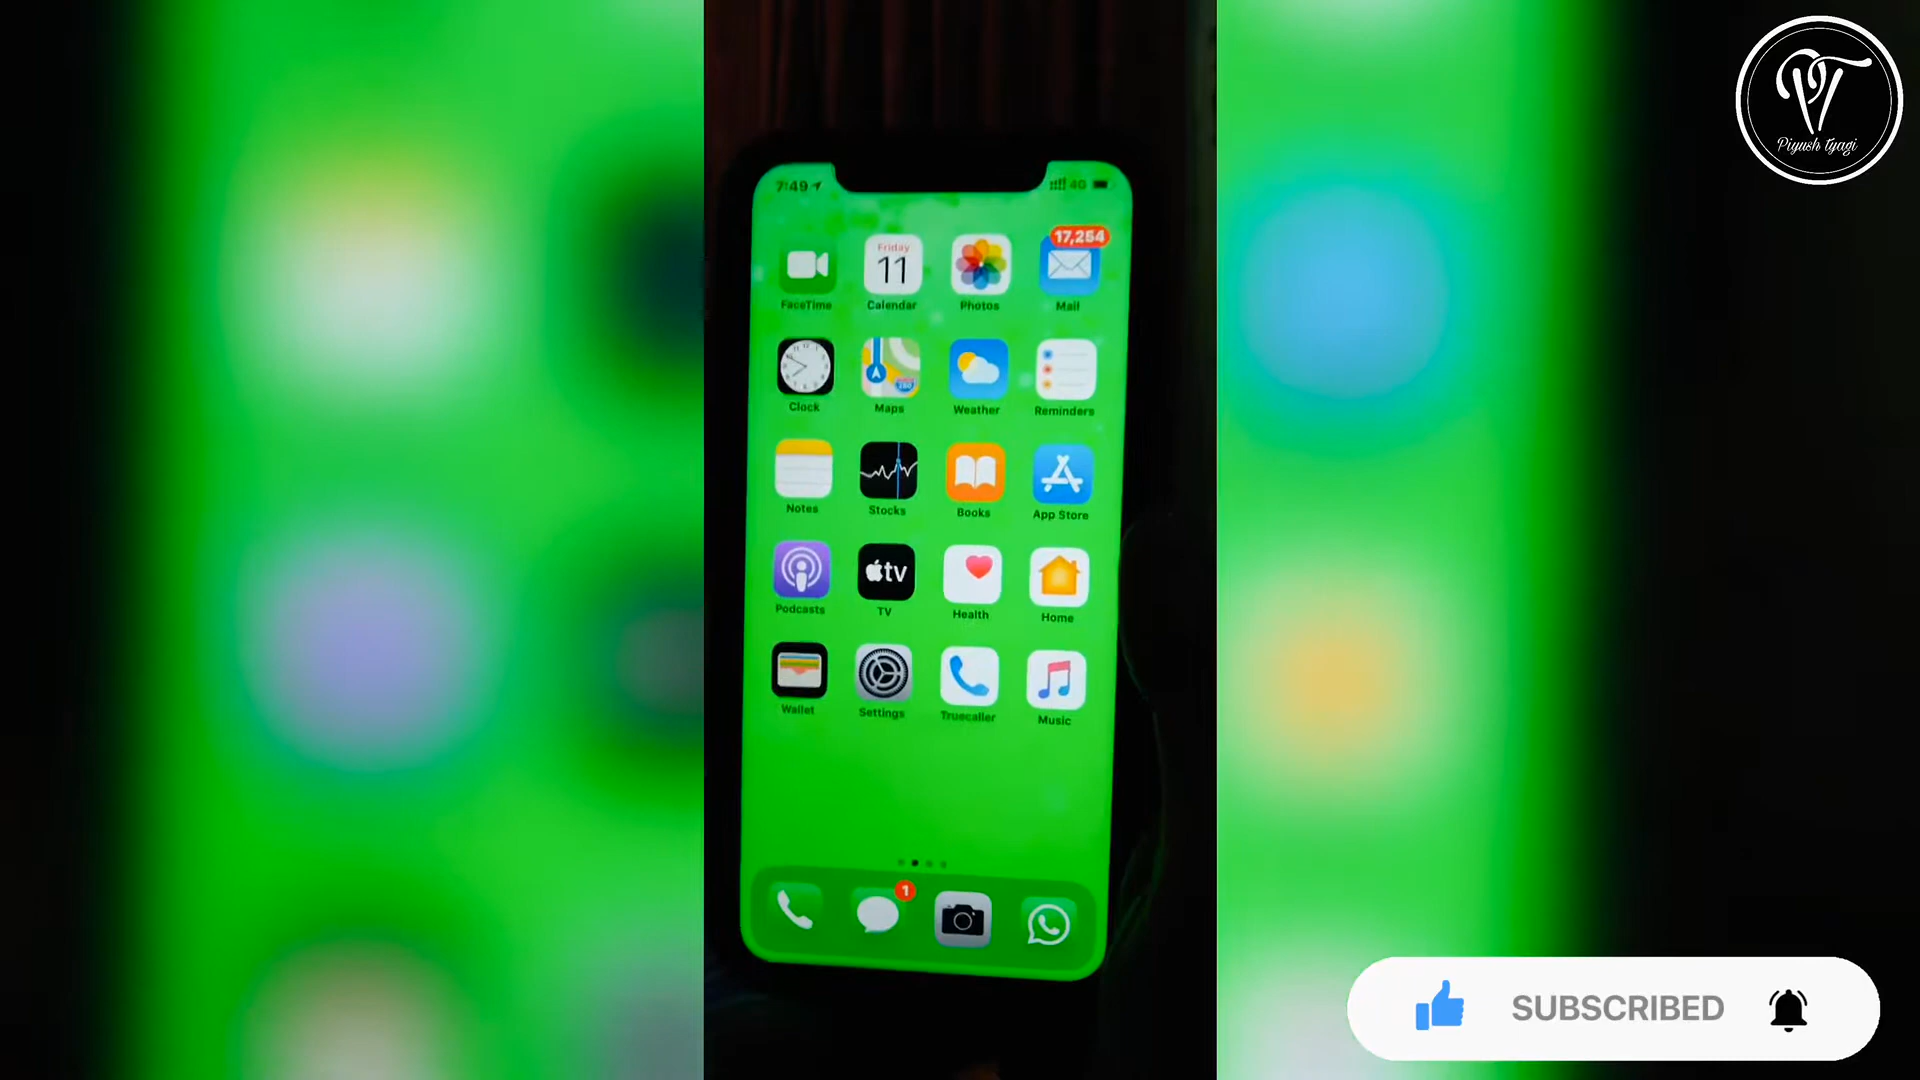 Piyush tyagi
7:49
4G
17,254
Friday
11
FaceTime
Calendar
Photos
Mail
Clock
Maps
Weather
Reminders
Notes
Stocks
Books
App Store
tv
Podcasts
TV
Health
Home
Wallet
Settings
Truecaller
Music
1
SUBSCRIBED